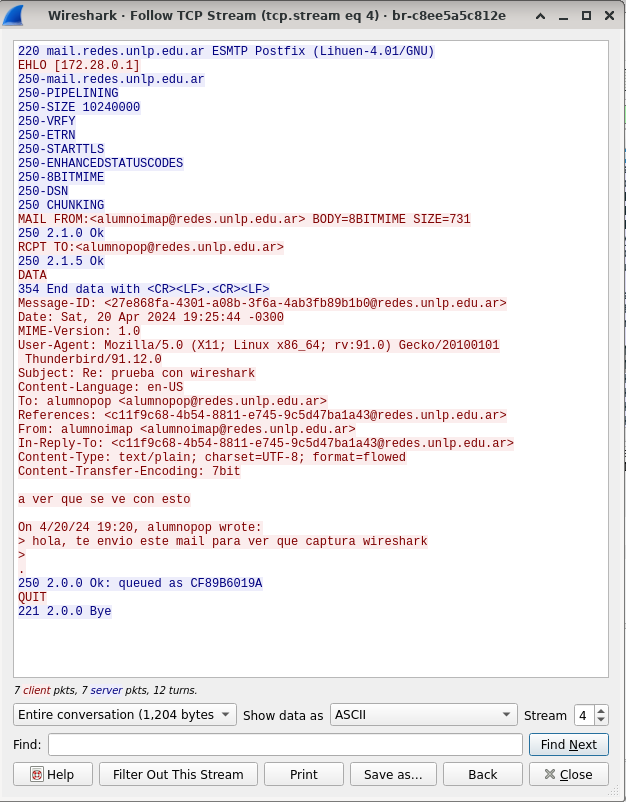 Wireshark · Follow TCP Stream (tcp.stream eq 4) · br-c8ee5a5c812e
220 mail.redes.unlp.edu.ar ESMTP Postfix (Lihuen-4.01/GNU)
EHLO [172.28.0.1]
250-mail.redes.unlp.edu.ar
250-PIPELINING
250-SIZE 10240000
250-VRFY
250-ETRN
250-STARTTLS
250-ENHANCEDSTATUSCODES
250-8BITMIME
250-DSN
250 CHUNKING
MAIL FROM:<alumnoimap@redes.unlp.edu.ar> BODY=8BITMIME SIZE=731
250 2.1.0 Ok
RCPT TO:<alumnopop@redes.unlp.edu.ar>
250 2.1.5 Ok
DATA
354 End data with <CR><LF>.<CR><LF>
Message-ID: <27e868fa-4301-a08b-3f6a-4ab3fb89b1b0@redes.unlp.edu.ar>
Date: Sat, 20 Apr 2024 19:25:44 -0300
MIME-Version: 1.0
User-Agent: Mozilla/5.0 (X11; Linux x86_64; rv:91.0) Gecko/20100101
Thunderbird/91.12.0
Subject: Re: prueba con wireshark
Content-Language: en-US
To: alumnopop <alumnopop@redes.unlp.edu.ar>
References: <c11f9c68-4b54-8811-e745-9c5d47ba1a43@redes.unlp.edu.ar>
From: alumnoimap <alumnoimap@redes.unlp.edu.ar>
In-Reply-To: <c11f9c68-4b54-8811-e745-9c5d47ba1a43@redes.unlp.edu.ar>
Content-Type: text/plain; charset=UTF-8; format=flowed
Content-Transfer-Encoding: 7bit
a ver que se ve con esto
On 4/20/24 19:20, alumnopop wrote:
> hola, te envio este mail para ver que captura wireshark
>
.
250 2.0.0 Ok: queued as CF89B6019A
QUIT
221 2.0.0 Bye
7 client pkts, 7 server pkts, 12 turns.
Entire conversation (1,204 bytes Show data as ASCII Stream 4
Find: Find Next
Help Filter Out This Stream Print Save as... Back Close